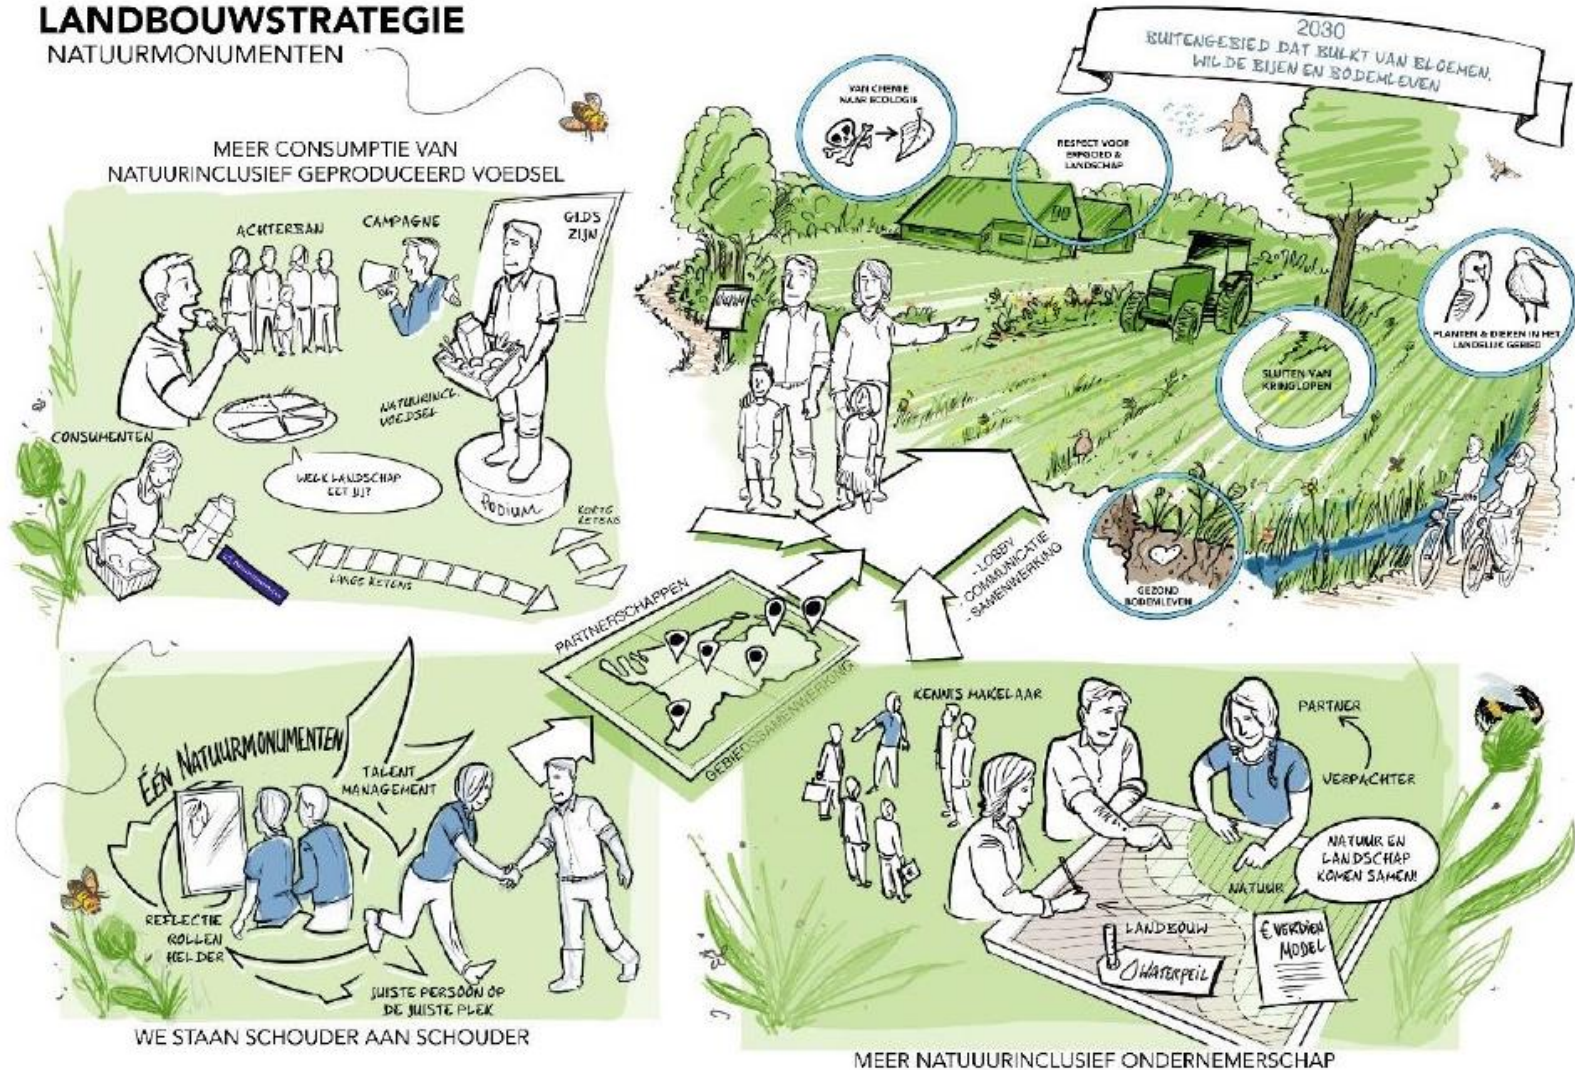 LANDBOUWSTRATEGIE
NATUURMONUMENTEN
2030
BUITENGEBIED DAT BULKT VAN BLOEMEN,
WILDE BIJEN EN BODEMLEVEN
MEER CONSUMPTIE VAN
NATUURINCLUSIEF GEPRODUCEERD VOEDSEL
ACHTERBAN
CAMPAGNE
GIDS
ZIJN
NATUURINCL.
VOEDSEL
CONSUMENTEN
WELK LANDSCHAP
EET JIJ?
PODIUM
KORTE
KETENS
LANGE KETENS
VAN CHEMIE
NAAR ECOLOGIE
RESPECT VOOR
ERFGOED &
LANDSCHAP
PLANTEN & DIEREN IN HET
LANDELIJK GEBIED
SLUITEN VAN
KRINGLOPEN
GEZOND
BODEMLEVEN
- LOBBY
- COMMUNICATIE
- SAMENWERKING
PARTNERSCHAPPEN
GEBIEDSSAMENWERKING
ÉÉN NATUURMONUMENTEN
TALENT
MANAGEMENT
REFLECTIE
ROLLEN
HELDER
JUISTE PERSOON OP
DE JUISTE PLEK
WE STAAN SCHOUDER AAN SCHOUDER
KENNIS MAKELAAR
PARTNER
VERPACHTER
NATUUR EN
LANDSCHAP
KOMEN SAMEN!
NATUUR
LANDBOUW
WATERPEIL
€ VERDIEN
MODEL
MEER NATUUURINCLUSIEF ONDERNEMERSCHAP